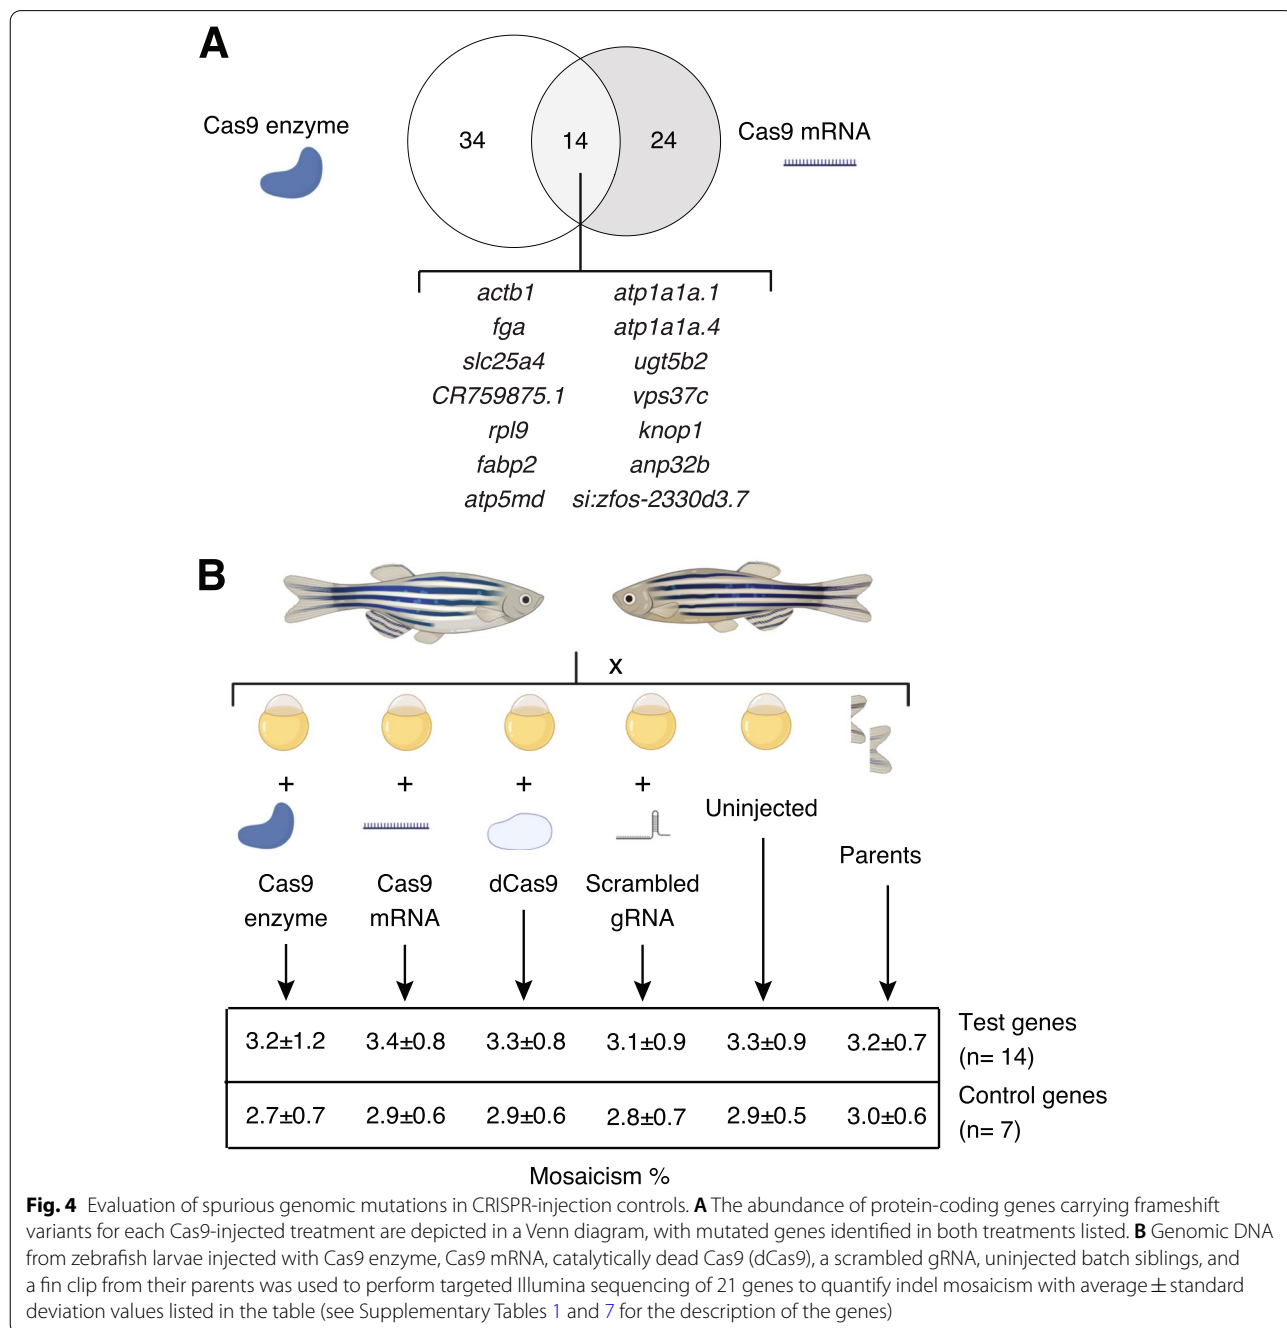 A
Cas9 enzyme
34
14
24
Cas9 mRNA
actb1 atp1a1a.1
fga atp1a1a.4
slc25a4 ugt5b2
CR759875.1 vps37c
rpl9 knop1
fabp2 anp32b
atp5md si:zfos-2330d3.7
B
x
+ + + +
Uninjected
Parents
Cas9 enzyme
Cas9 mRNA
dCas9
Scrambled gRNA
3.2±1.2 3.4±0.8 3.3±0.8 3.1±0.9 3.3±0.9 3.2±0.7
Test genes
(n= 14)
2.7±0.7 2.9±0.6 2.9±0.6 2.8±0.7 2.9±0.5 3.0±0.6
Control genes
(n= 7)
Mosaicism %
Fig. 4 Evaluation of spurious genomic mutations in CRISPR-injection controls. A The abundance of protein-coding genes carrying frameshift
variants for each Cas9-injected treatment are depicted in a Venn diagram, with mutated genes identified in both treatments listed. B Genomic DNA
from zebrafish larvae injected with Cas9 enzyme, Cas9 mRNA, catalytically dead Cas9 (dCas9), a scrambled gRNA, uninjected batch siblings, and
a fin clip from their parents was used to perform targeted Illumina sequencing of 21 genes to quantify indel mosaicism with average ± standard
deviation values listed in the table (see Supplementary Tables 1 and 7 for the description of the genes)